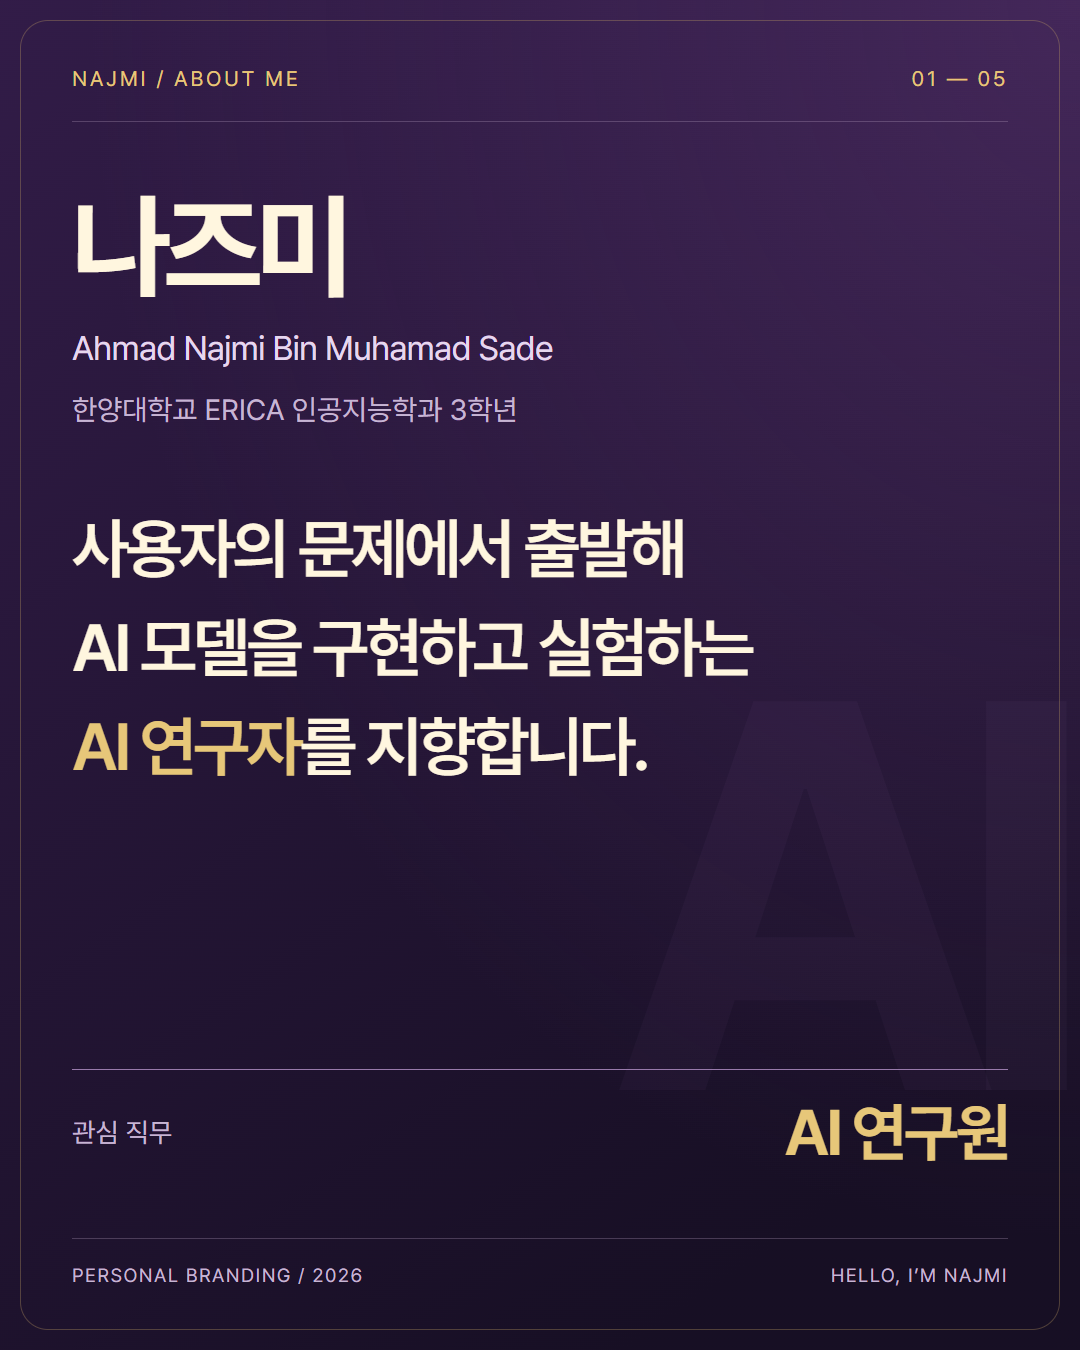 NAJMI / ABOUT ME
01 — 05
나즈미
Ahmad Najmi Bin Muhamad Sade
한양대학교 ERICA 인공지능학과 3학년
사용자의 문제에서 출발해
AI 모델을 구현하고 실험하는
AI 연구자를 지향합니다.
AI
관심 직무
AI 연구원
PERSONAL BRANDING / 2026
HELLO, I’M NAJMI